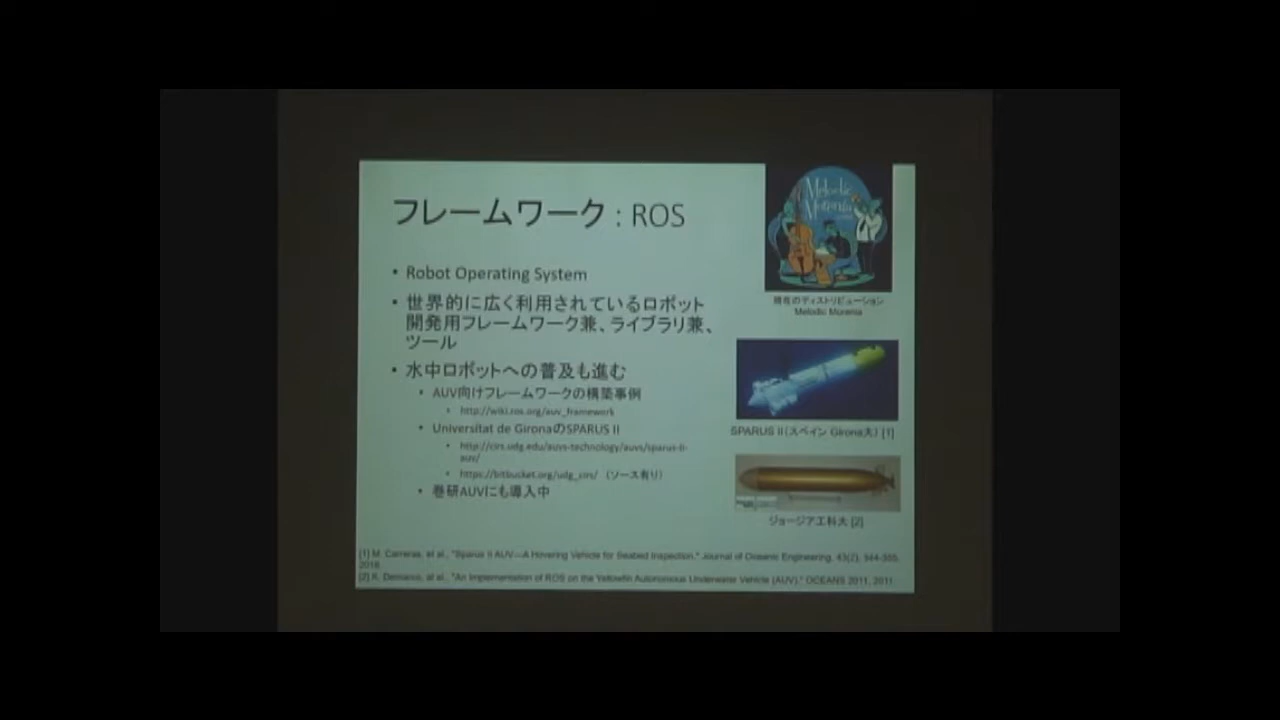 フレームワーク : ROS
• Robot Operating System
• 世界的に広く利用されているロボット
開発用フレームワーク兼、ライブラリ兼、
ツール
• 水中ロボットへの普及も進む
• AUV向けフレームワークの構築事例
• http://wiki.ros.org/auv_framework
• Universitat de GironaのSPARUS II
• http://cirs.udg.edu/auvs-technology/auvs/sparus-ii-
auv/
• https://bitbucket.org/udg_cirs/ （ソース有り）
• 巻研AUVにも導入中
Melodic
Morenia
現在のディストリビューション
Melodic Murenia
SPARUS II（スペイン Girona大）[1]
ジョージア工科大 [2]
[1] M. Carreras, et al., "Sparus II AUV—A Hovering Vehicle for Seabed Inspection," Journal of Oceanic Engineering, 43(2), 344-355,
2018.
[2] K. Demarco, et al., "An Implementation of ROS on the Yellowfin Autonomous Underwater Vehicle (AUV)," OCEANS 2011, 2011.